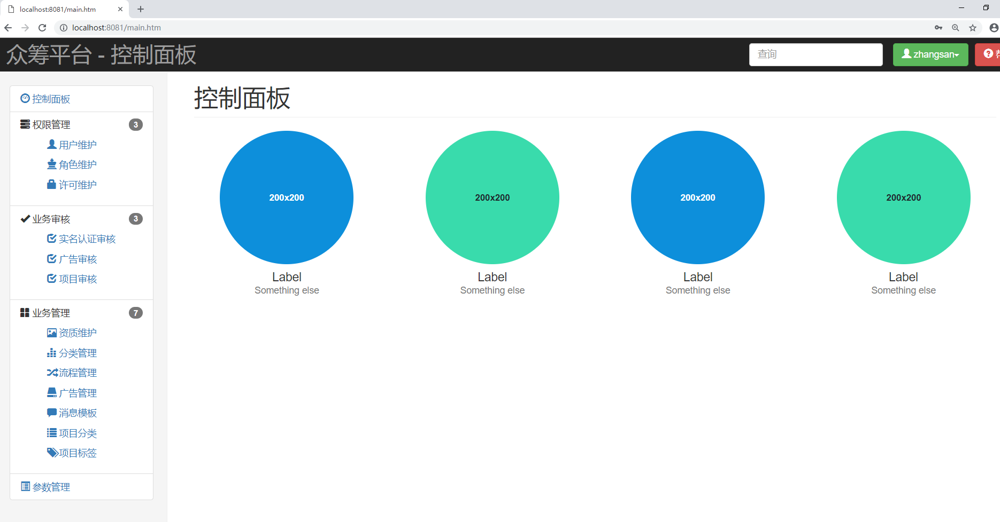 localhost:8081/main.htm
localhost:8081/main.htm
众筹平台 - 控制面板
查询
zhangsan
控制面板
权限管理 3
用户维护
角色维护
许可维护
业务审核 3
实名认证审核
广告审核
项目审核
业务管理 7
资质维护
分类管理
流程管理
广告管理
消息模板
项目分类
项目标签
参数管理
控制面板
200x200 200x200 200x200 200x200
Label Label Label Label
Something else Something else Something else Something else